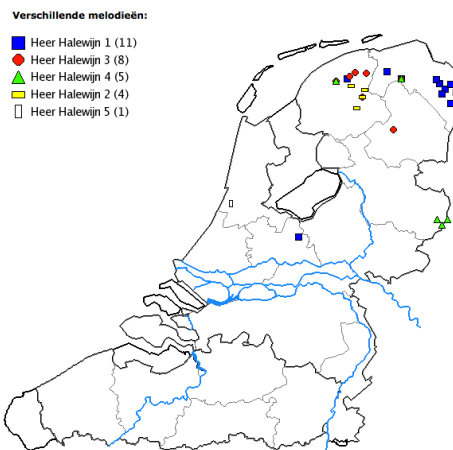 Verschillende melodieën:
Heer Halewijn 1 (11)
Heer Halewijn 3 (8)
Heer Halewijn 4 (5)
Heer Halewijn 2 (4)
Heer Halewijn 5 (1)